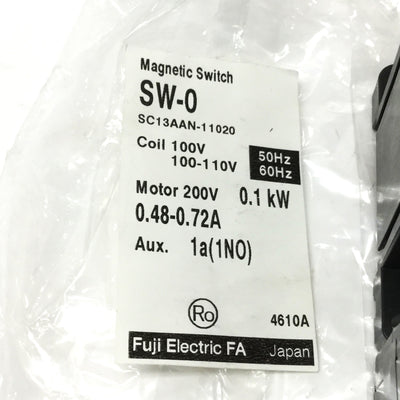 Magnetic Switch
SW-0
SC13AAN-11020
Coil 100V 50Hz
100-110V 60Hz
Motor 200V 0.1 kW
0.48-0.72A
Aux. 1a(1NO)
Ro 4610A
Fuji Electric FA Japan